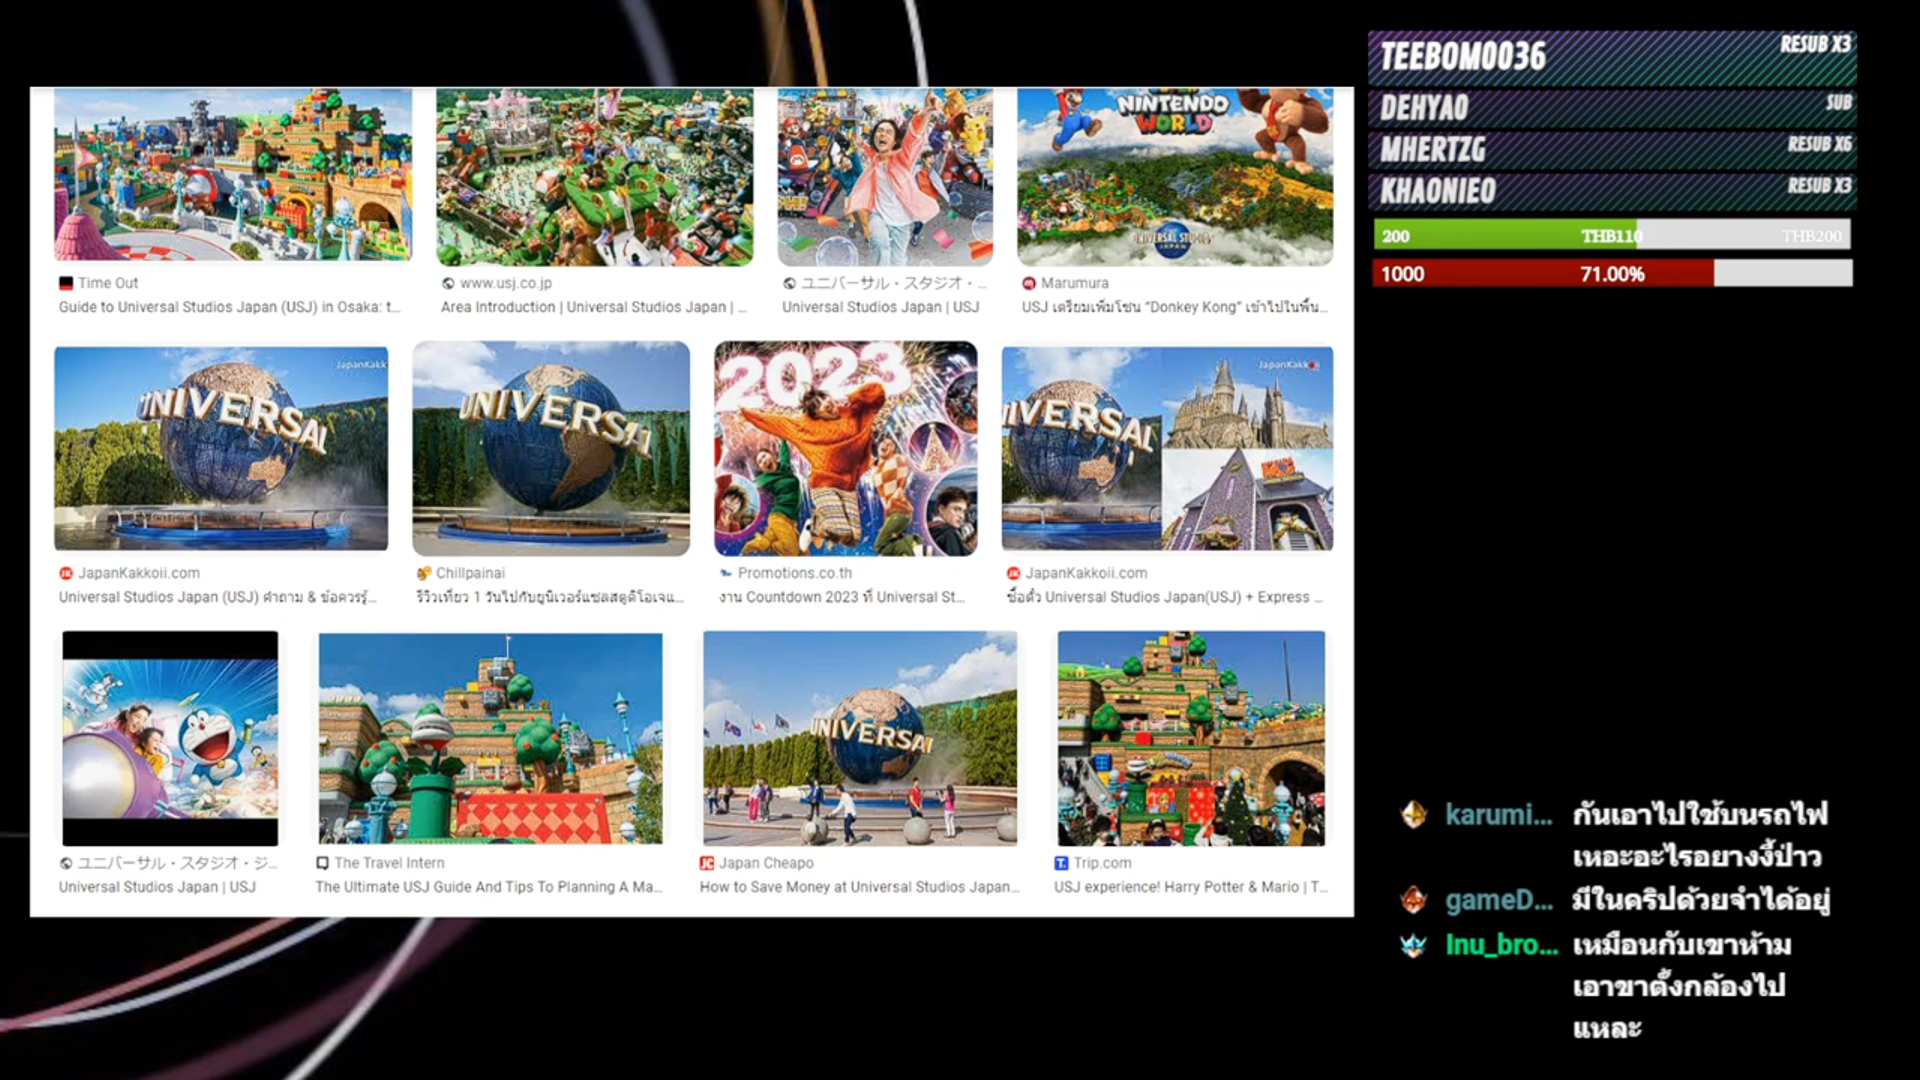 NINTENDO
WORLD
UNIVERSAL STUDIOS
JAPAN
Time Out
Guide to Universal Studios Japan (USJ) in Osaka: t...
www.usj.co.jp
Area Introduction | Universal Studios Japan | ...
ユニバーサル・スタジオ・...
Universal Studios Japan | USJ
Marumura
USJ เตรียมเพิ่มโซน “Donkey Kong” เข้าไปในพื้น...
JapanKakk
UNIVERSAL
UNIVERSAL
2023
UNIVERSAL
JapanKakk
JapanKakkoii.com
Universal Studios Japan (USJ) คำถาม & ข้อควรรู้...
Chillpainai
รีวิวเที่ยว 1 วันไปกับยูนิเวอร์แซลสตูดิโอเจแ...
Promotions.co.th
งาน Countdown 2023 ที่ Universal St...
JapanKakkoii.com
ซื้อตั๋ว Universal Studios Japan(USJ) + Express ...
UNIVERSAL
ユニバーサル・スタジオ・ジ...
Universal Studios Japan | USJ
The Travel Intern
The Ultimate USJ Guide And Tips To Planning A Ma...
Japan Cheapo
How to Save Money at Universal Studios Japan...
Trip.com
USJ experience! Harry Potter & Mario | T...
TEEBOM0036 RESUB X3
DEHYAO SUB
MHERTZG RESUB X6
KHAONIEO RESUB X3
200 THB110 THB200
1000 71.00%
karumi... กันเอาไปใช้บนรถไฟ
เหอะอะไรอยางงี้ป่าว
gameD... มีในคริปด้วยจำได้อยู่
Inu_bro... เหมือนกับเขาห้าม
เอาขาตั้งกล้องไป
แหละ